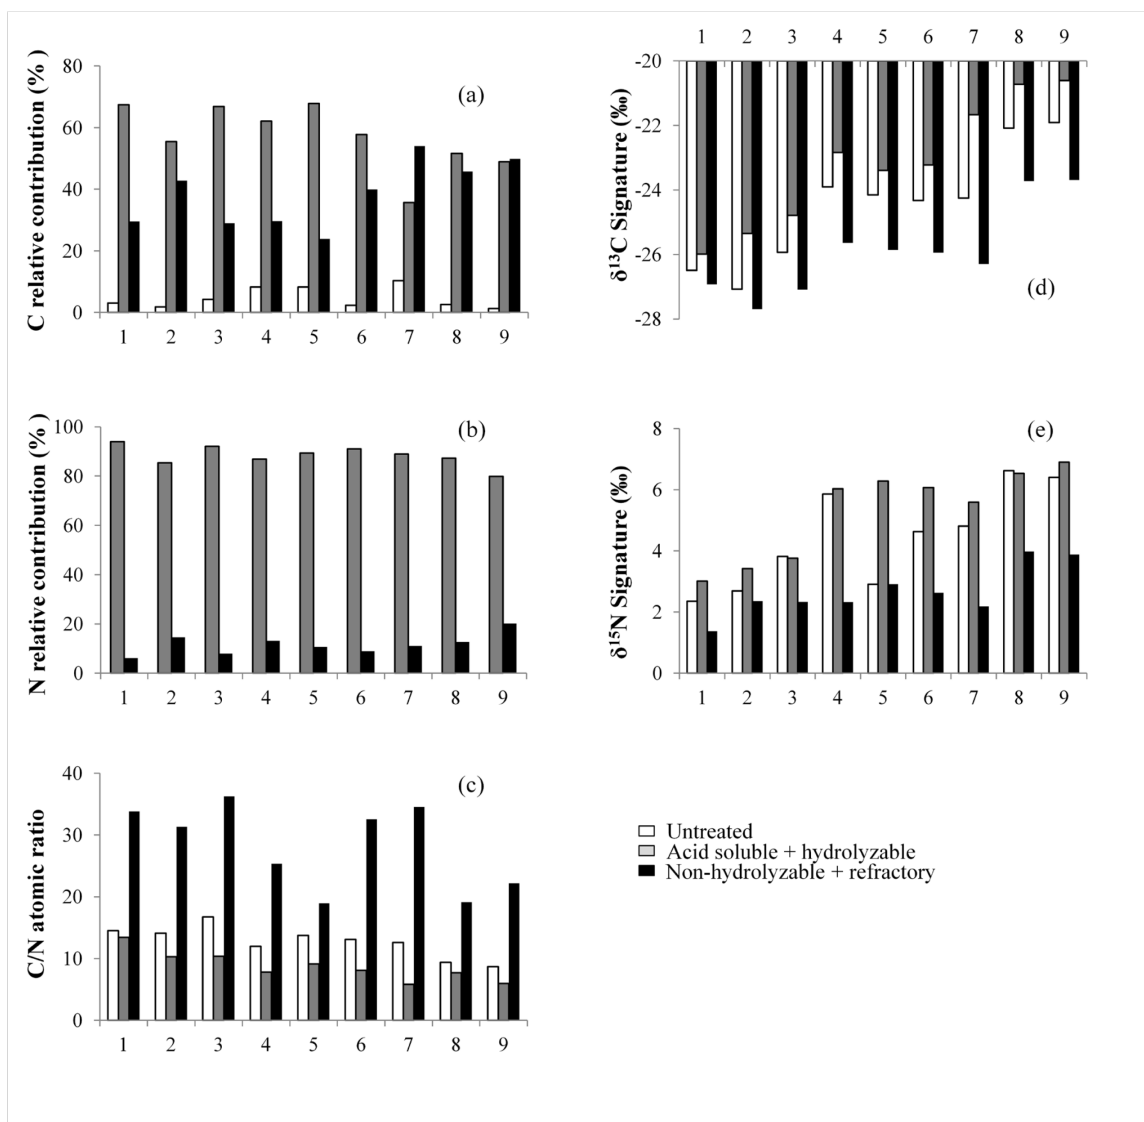 C relative contribution (%)
80
60
40
20
0
(a)
1 2 3 4 5 6 7 8 9
N relative contribution (%)
100
80
60
40
20
0
(b)
1 2 3 4 5 6 7 8 9
C/N atomic ratio
40
30
20
10
0
(c)
1 2 3 4 5 6 7 8 9
1 2 3 4 5 6 7 8 9
δ¹³C Signature (‰)
-20
-22
-24
-26
-28
(d)
δ¹⁵N Signature (‰)
8
6
4
2
0
(e)
1 2 3 4 5 6 7 8 9
Untreated
Acid soluble + hydrolyzable
Non-hydrolyzable + refractory